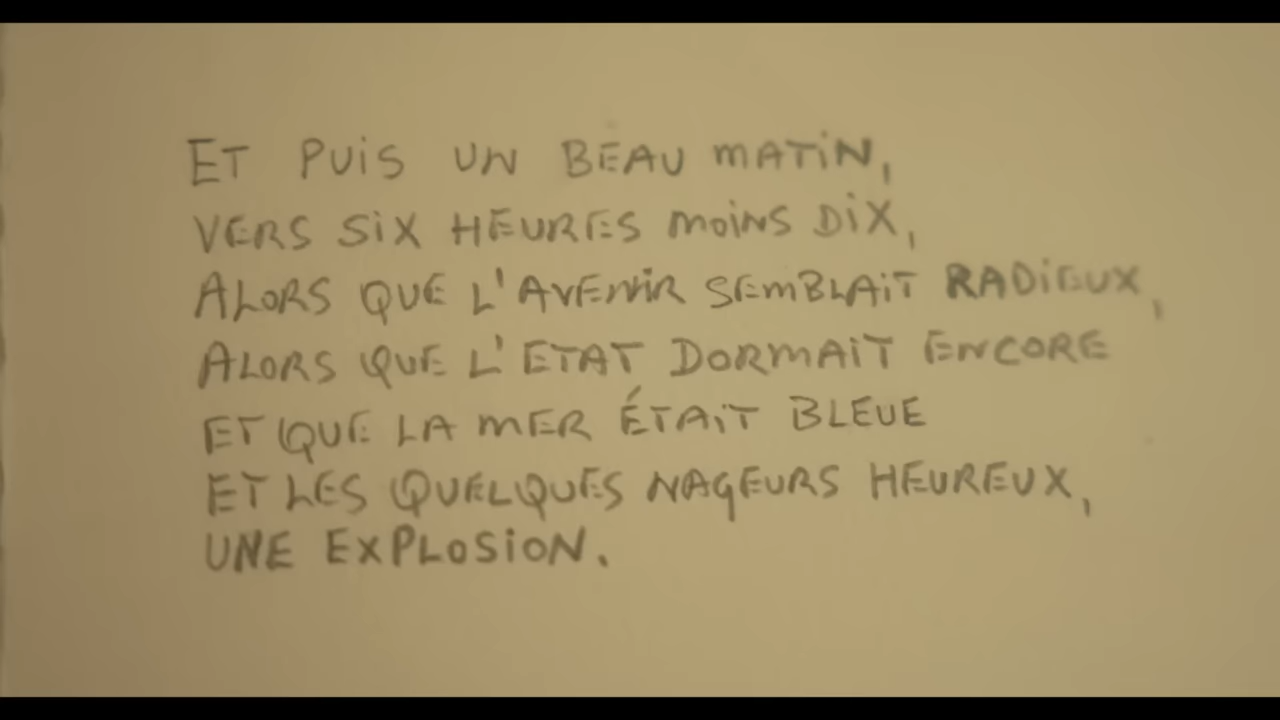 ET PUiS UN BEAU MATiN,
VERS SiX HEURES MOiNS DiX,
ALORS QUE L'AVENiR SEMBLAiT RADiEUX,
ALORS QUE L'ETAT DORMAiT ENCORE
ET QUE LA MER ÉTAiT BLEUE
ET LES QUELQUES NAGEURS HEUREUX,
UNE EXPLOSiON.